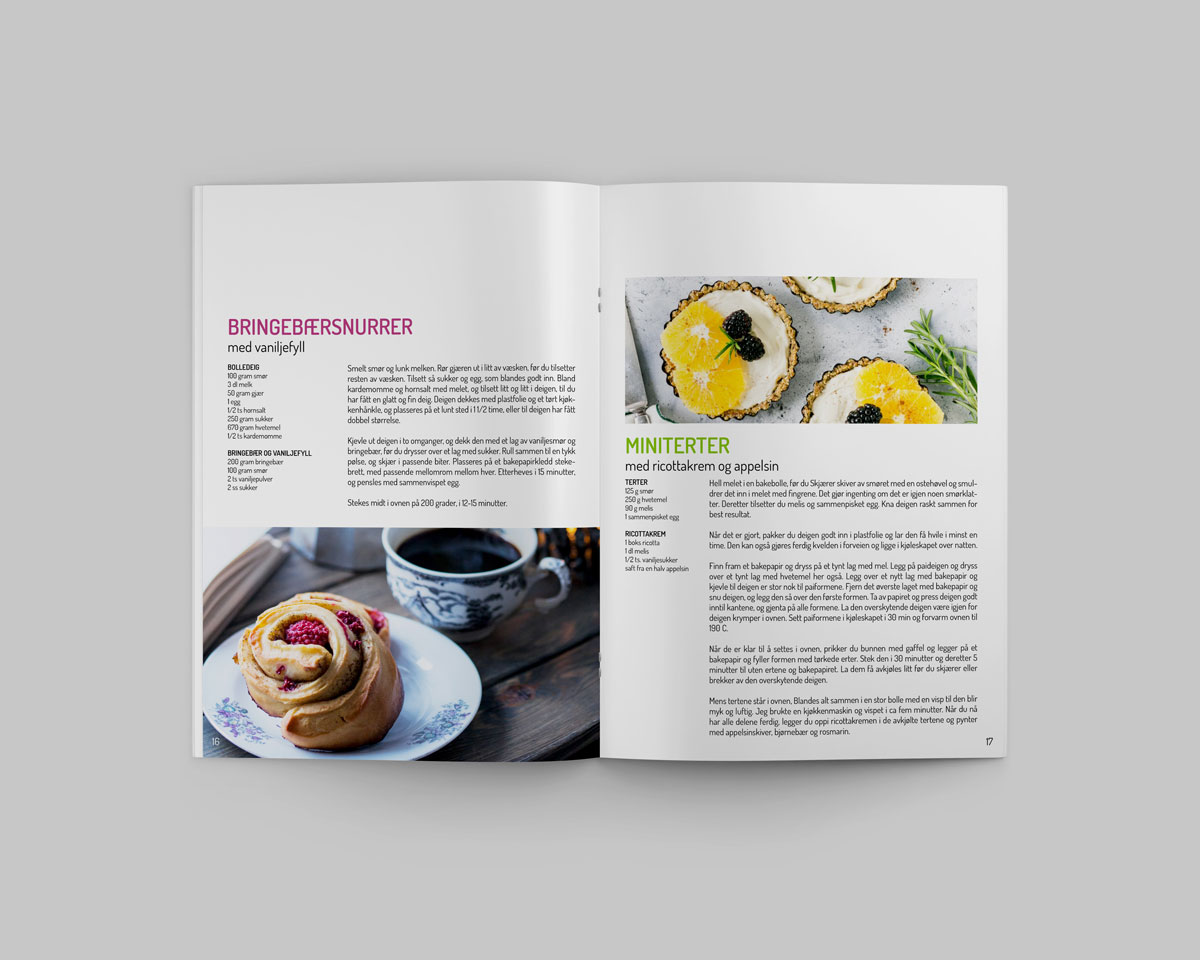 BRINGEBÆRSNURRER
med vaniljefyll
BOLLEDEIG
100 gram smør
3 dl melk
50 gram gjær
1 egg
1/2 ts hornsalt
250 gram sukker
670 gram hvetemel
1/2 ts kardemomme
BRINGEBÆR OG VANILJEFYLL
200 gram bringebær
100 gram smør
2 ts vaniljepulver
2 ss sukker
Smelt smør og lunk melken. Rør gjæren ut i litt av væsken, før du tilsetter
resten av væsken. Tilsett så sukker og egg, som blandes godt inn. Bland
kardemomme og hornsalt med melet, og tilsett litt og litt i deigen, til du
har fått en glatt og fin deig. Deigen dekkes med plastfolie og et tørt kjøk-
kenhånkle, og plasseres på et lunt sted i 1 1/2 time, eller til deigen har fått
dobbel størrelse.
Kjevle ut deigen i to omganger, og dekk den med et lag av vaniljesmør og
bringebær, før du drysser over et lag med sukker. Rull sammen til en tykk
pølse, og skjær i passende biter. Plasseres på et bakepapirkledd steke-
brett, med passende mellomrom mellom hver. Etterheves i 15 minutter,
og pensles med sammenvispet egg.
Stekes midt i ovnen på 200 grader, i 12-15 minutter.
16
MINITERTER
med ricottakrem og appelsin
TERTER
125 g smør
250 g hvetemel
90 g melis
1 sammenpisket egg
RICOTTAKREM
1 boks ricotta
1 dl melis
1/2 ts. vaniljesukker
saft fra en halv appelsin
Hell melet i en bakebolle, før du Skjærer skiver av smøret med en ostehøvel og smul-
drer det inn i melet med fingrene. Det gjør ingenting om det er igjen noen smørklat-
ter. Deretter tilsetter du melis og sammenpisket egg. Kna deigen raskt sammen for
best resultat.
Når det er gjort, pakker du deigen godt inn i plastfolie og lar den få hvile i minst en
time. Den kan også gjøres ferdig kvelden i forveien og ligge i kjøleskapet over natten.
Finn fram et bakepapir og dryss på et tynt lag med mel. Legg på paideigen og dryss
over et tynt lag med hvetemel her også. Legg over et nytt lag med bakepapir og
kjevle til deigen er stor nok til paiformene. Fjern det øverste laget med bakepapir og
snu deigen, og legg den så over den første formen. Ta av papiret og press deigen godt
inntil kantene, og gjenta på alle formene. La den overskytende deigen være igjen for
deigen krymper i ovnen. Sett paiformene i kjøleskapet i 30 min og forvarm ovnen til
190 C.
Når de er klar til å settes i ovnen, prikker du bunnen med gaffel og legger på et
bakepapir og fyller formen med tørkede erter. Stek den i 30 minutter og deretter 5
minutter til uten ertene og bakepapiret. La dem få avkjøles litt før du skjærer eller
brekker av den overskytende deigen.
Mens tertene står i ovnen, Blandes alt sammen i en stor bolle med en visp til den blir
myk og luftig. Jeg brukte en kjøkkenmaskin og vispet i ca fem minutter. Når du nå
har alle delene ferdig, legger du oppi ricottakremen i de avkjølte tertene og pynter
med appelsinskiver, bjørnebær og rosmarin.
17